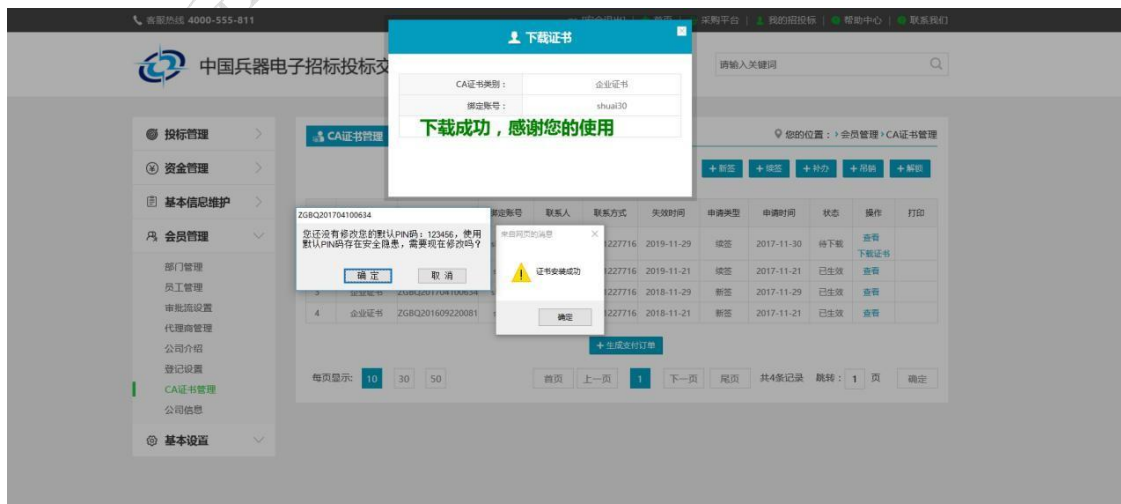 客服热线 4000-555-811
首页
采购平台 | 我的招投标 | 帮助中心 | 联系我们
下载证书
中国兵器电子招标投标交
请输入关键词
CA证书类别： 企业证书
绑定账号： shuai30
下载成功，感谢您的使用
投标管理
资金管理
基本信息维护
会员管理
部门管理
员工管理
审批流设置
代理商管理
公司介绍
登记设置
CA证书管理
公司信息
基本设置
CA证书管理
您的位置：›会员管理›CA证书管理
+新签 +续签 +补办 +吊销 +解锁
绑定账号 联系人 联系方式 失效时间 申请类型 申请时间 状态 操作 打印
1227716 2019-11-29 续签 2017-11-30 待下载 查看 下载证书
1227716 2019-11-21 续签 2017-11-21 已生效 查看
3 企业证书 ZGBQ201704100634 1227716 2018-11-29 新签 2017-11-29 已生效 查看
4 企业证书 ZGBQ201609220081 1227716 2018-11-21 新签 2017-11-21 已生效 查看
ZGBQ201704100634
您还没有修改您的默认PIN码：123456，使用
默认PIN码存在安全隐患，需要现在修改吗？
确定 取消
来自网页的消息
证书安装成功
确定
+生成支付订单
每页显示： 10 30 50 首页 上一页 1 下一页 尾页 共4条记录 跳转： 1 页 确定